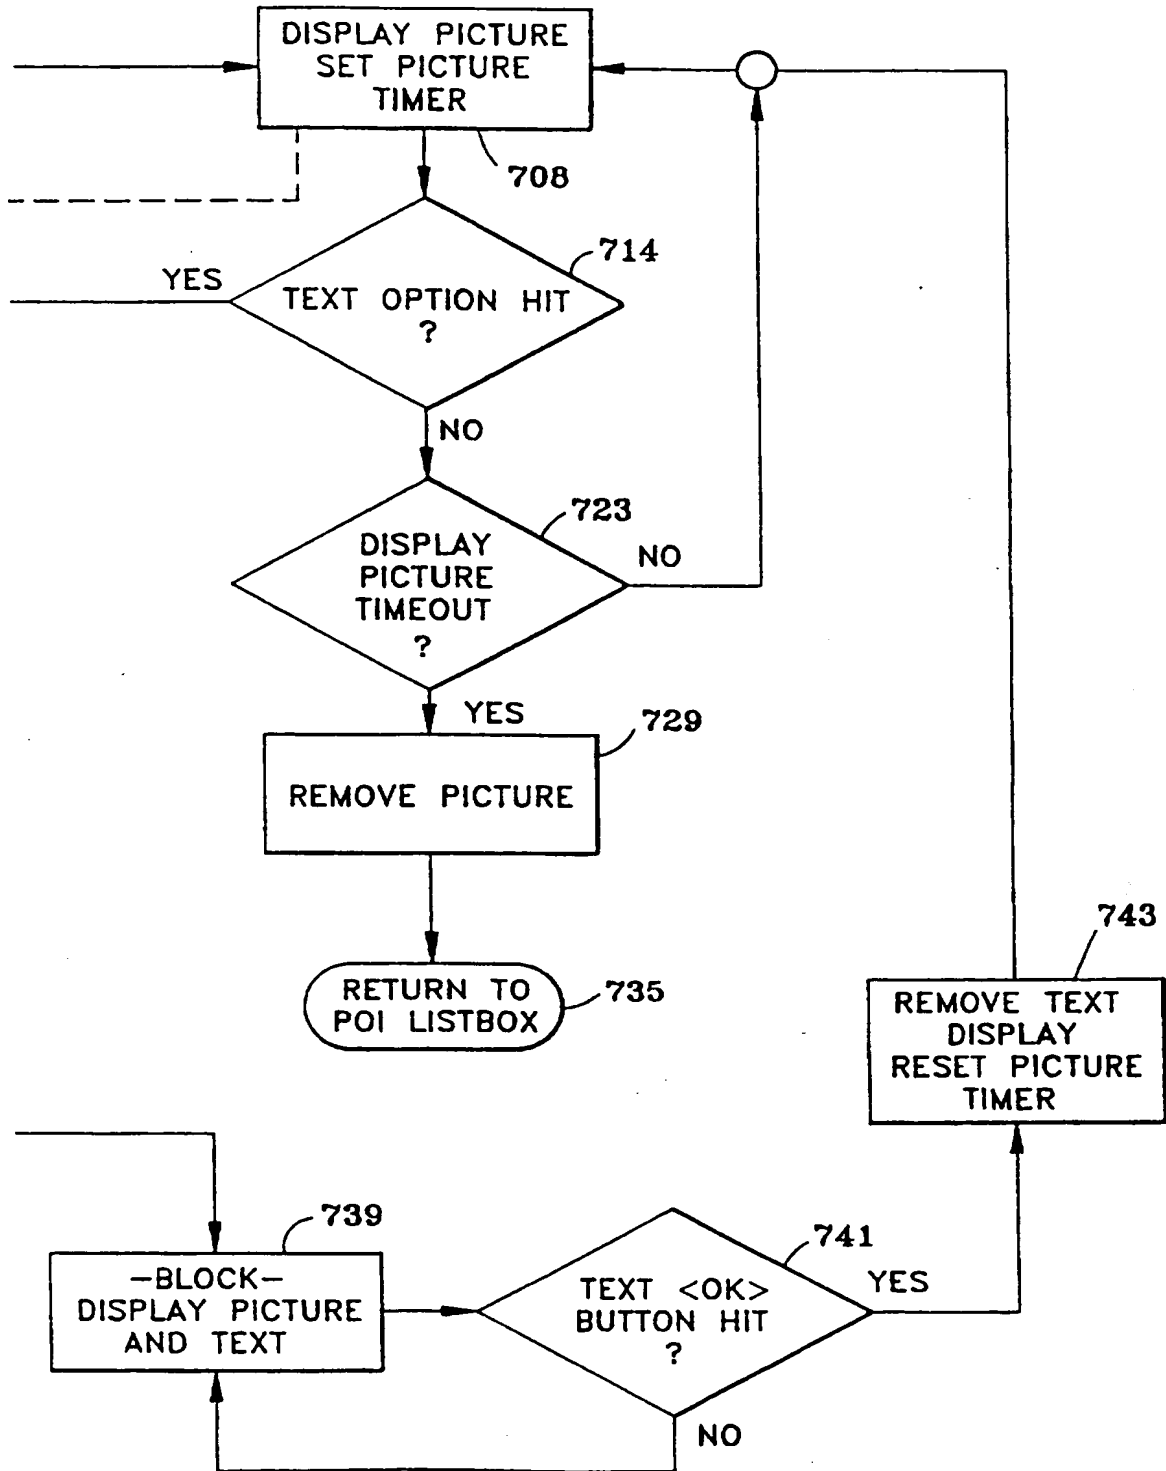 DISPLAY PICTURE
SET PICTURE
TIMER
708
714
YES
TEXT OPTION HIT
?
NO
723
DISPLAY
PICTURE
TIMEOUT
?
NO
YES
729
REMOVE PICTURE
743
RETURN TO
POI LISTBOX
735
REMOVE TEXT
DISPLAY
RESET PICTURE
TIMER
739
-BLOCK-
DISPLAY PICTURE
AND TEXT
741
TEXT <OK>
BUTTON HIT
?
YES
NO